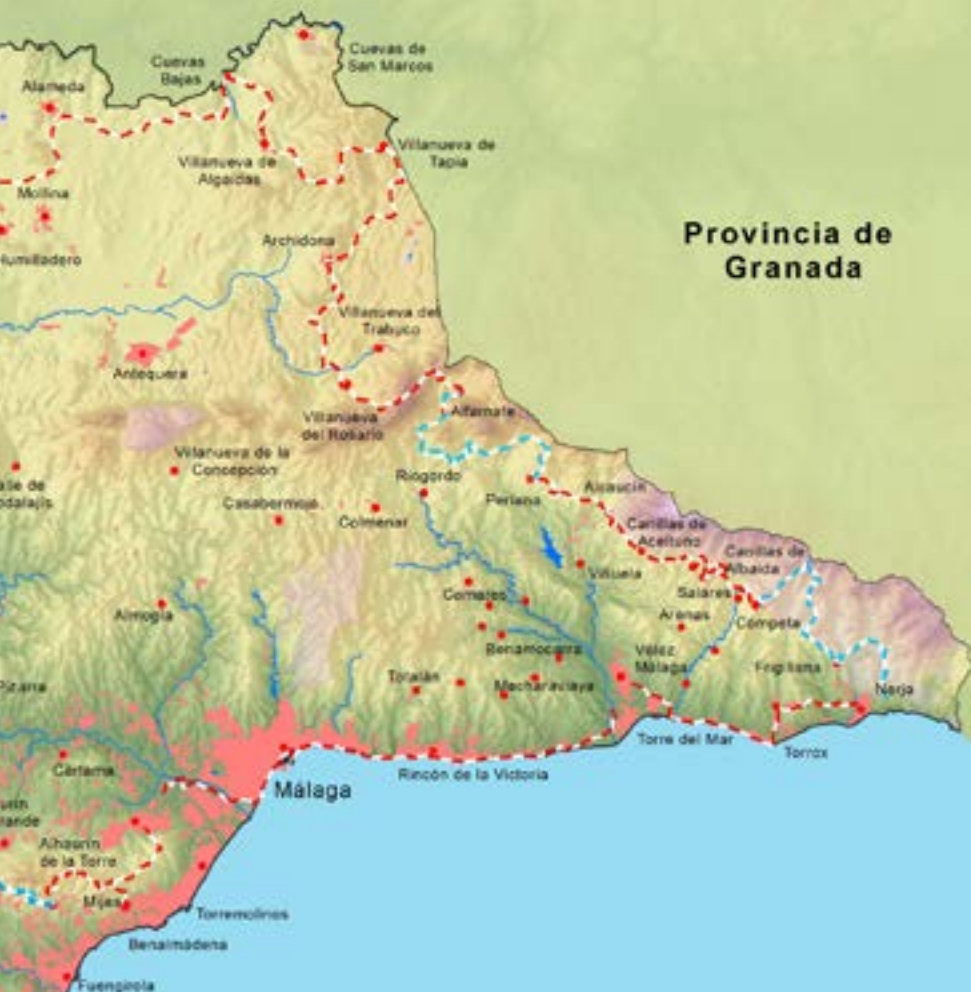 Cuevas de
San Marcos
Cuevas
Bajas
Alameda
Villanueva de
Tapia
Villanueva de
Algaidas
Mollina
Provincia de
Granada
Archidona
Humilladero
Villanueva del
Trabuco
Antequera
Alfarnate
Villanueva
del Rosario
Villanueva de la
Concepción
Riogordo
Periana
Alcaucín
Casabermeja
Colmenar
Canillas de
Aceituno
Canillas de
Albaida
Viñuela
Salares
Comares
Almogía
Arenas
Competa
Benamocarra
Vélez
Málaga
Frigiliana
Totalán
Macharaviaya
Nerja
Pizarra
Torre del Mar
Torrox
Cártama
Rincón de la Victoria
Málaga
Alhaurín
de la Torre
Mijas
Torremolinos
Benalmádena
Fuengirola